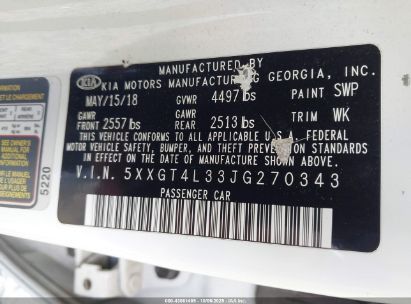 MANUFACTURED BY
KIA KIA MOTORS MANUFACTURING GEORGIA, INC.
MAY/15/18 GVWR 4497 lbs PAINT SWP
GAWR FRONT 2557 lbs GAWR REAR 2513 lbs TRIM WK
THIS VEHICLE CONFORMS TO ALL APPLICABLE U.S. FEDERAL
MOTOR VEHICLE SAFETY, BUMPER, AND THEFT PREVENTION STANDARDS
IN EFFECT ON THE DATE OF MANUFACTURE SHOWN ABOVE.
V.I.N. 5XXGT4L33JG270343
PASSENGER CAR
5220